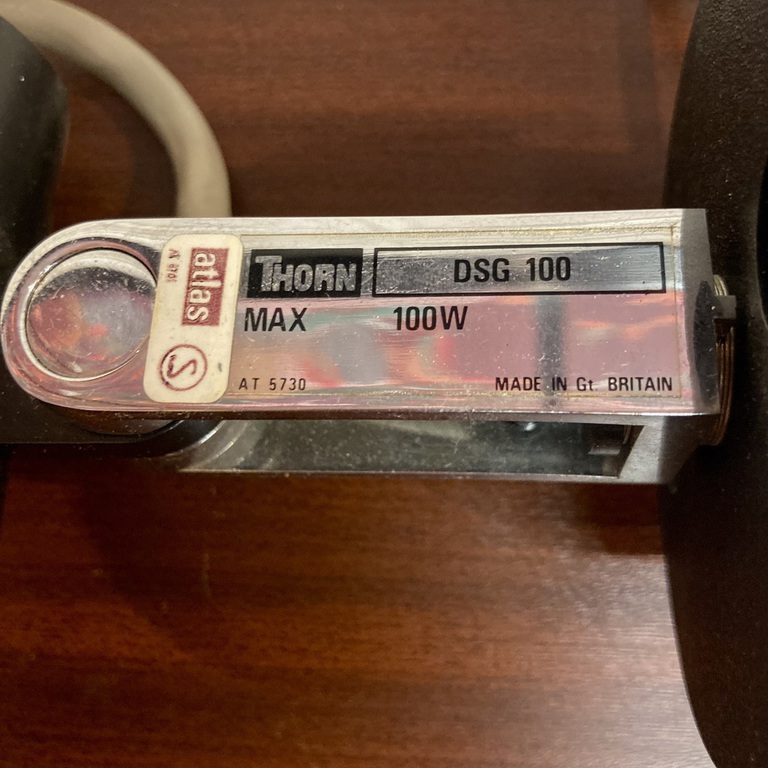 atlas
THORN
DSG 100
MAX 100W
AT 5730
MADE IN Gt. BRITAIN